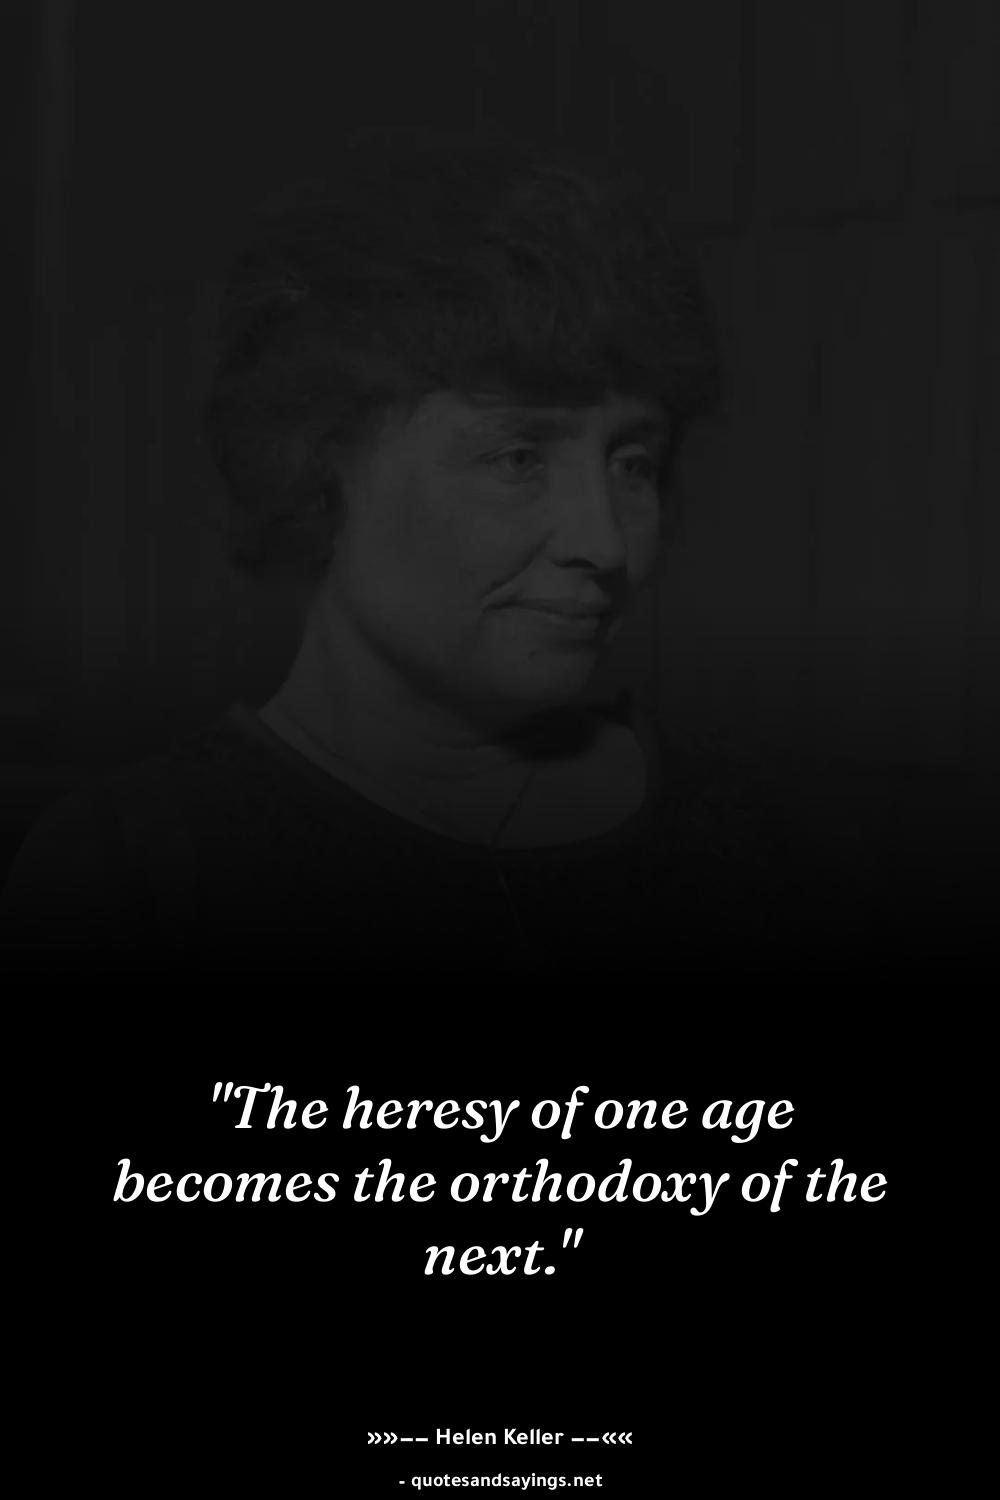 "The heresy of one age
becomes the orthodoxy of the
next."
»»−− Helen Keller −−««
- quotesandsayings.net